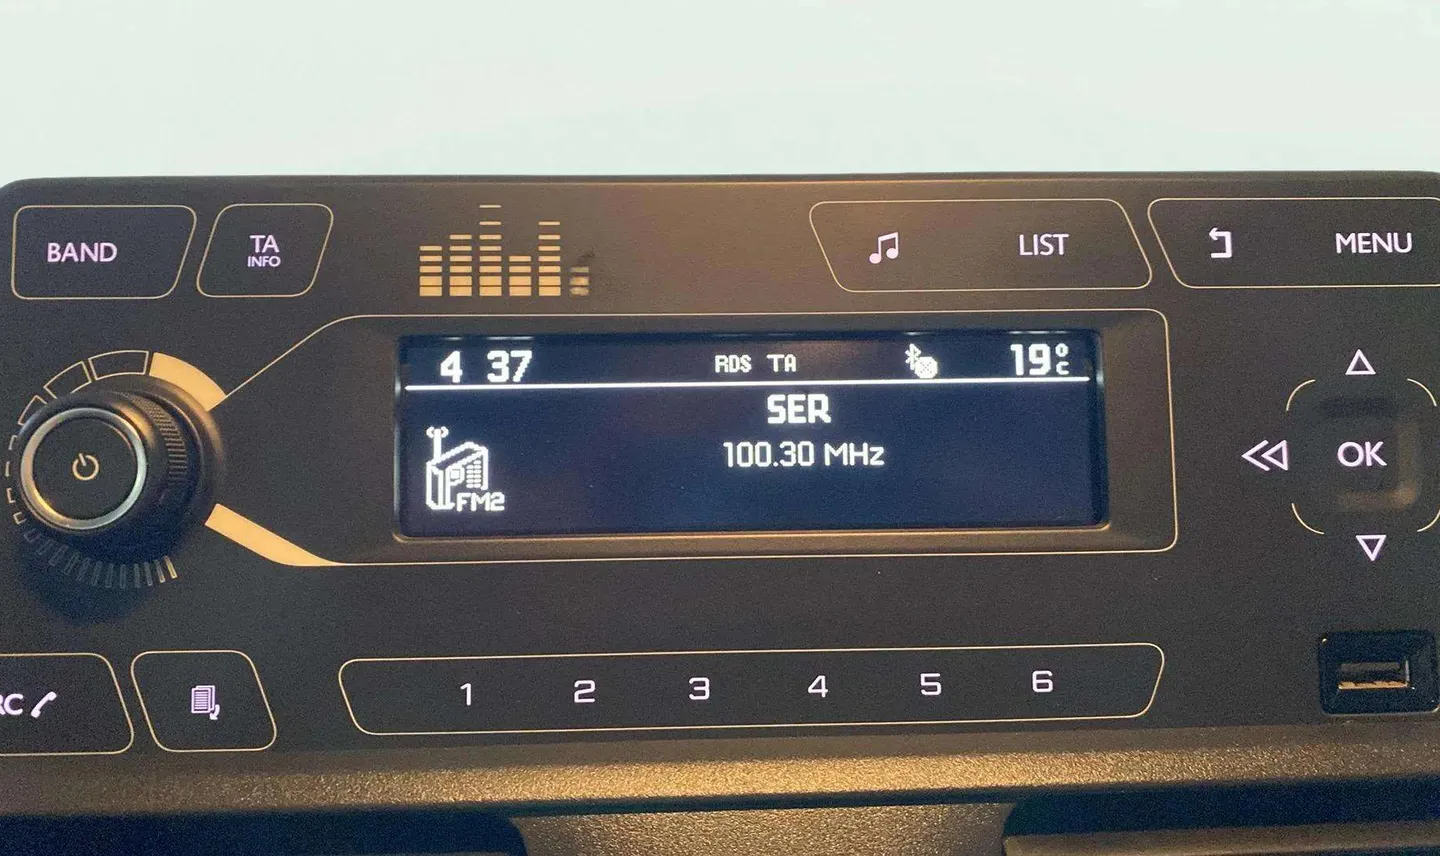 BAND
TA
INFO
LIST
MENU
4 37 RDS TA 19°C
SER
100.30 MHz
FM2
OK
RC
1 2 3 4 5 6